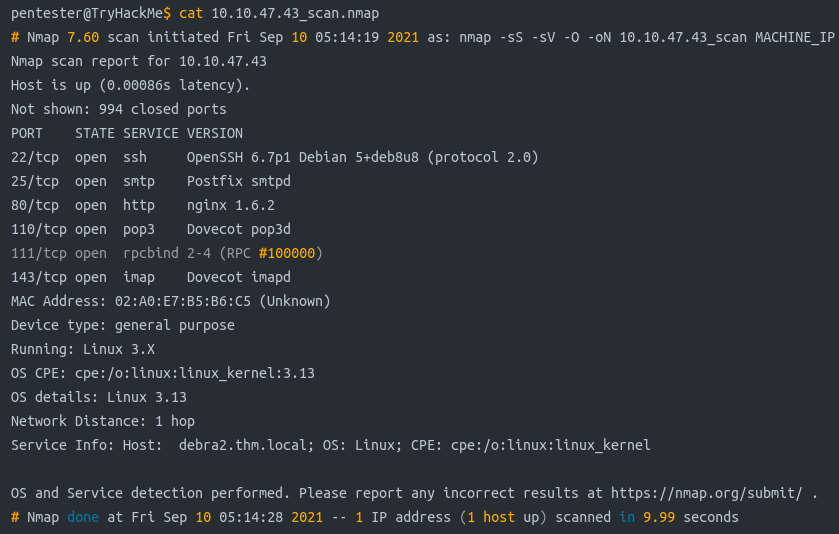 pentester@TryHackMe$ cat 10.10.47.43_scan.nmap
# Nmap 7.60 scan initiated Fri Sep 10 05:14:19 2021 as: nmap -sS -sV -O -oN 10.10.47.43_scan MACHINE_IP
Nmap scan report for 10.10.47.43
Host is up (0.00086s latency).
Not shown: 994 closed ports
PORT    STATE SERVICE VERSION
22/tcp  open  ssh     OpenSSH 6.7p1 Debian 5+deb8u8 (protocol 2.0)
25/tcp  open  smtp    Postfix smtpd
80/tcp  open  http    nginx 1.6.2
110/tcp open  pop3    Dovecot pop3d
111/tcp open  rpcbind 2-4 (RPC #100000)
143/tcp open  imap    Dovecot imapd
MAC Address: 02:A0:E7:B5:B6:C5 (Unknown)
Device type: general purpose
Running: Linux 3.X
OS CPE: cpe:/o:linux:linux_kernel:3.13
OS details: Linux 3.13
Network Distance: 1 hop
Service Info: Host:  debra2.thm.local; OS: Linux; CPE: cpe:/o:linux:linux_kernel

OS and Service detection performed. Please report any incorrect results at https://nmap.org/submit/ .
# Nmap done at Fri Sep 10 05:14:28 2021 -- 1 IP address (1 host up) scanned in 9.99 seconds